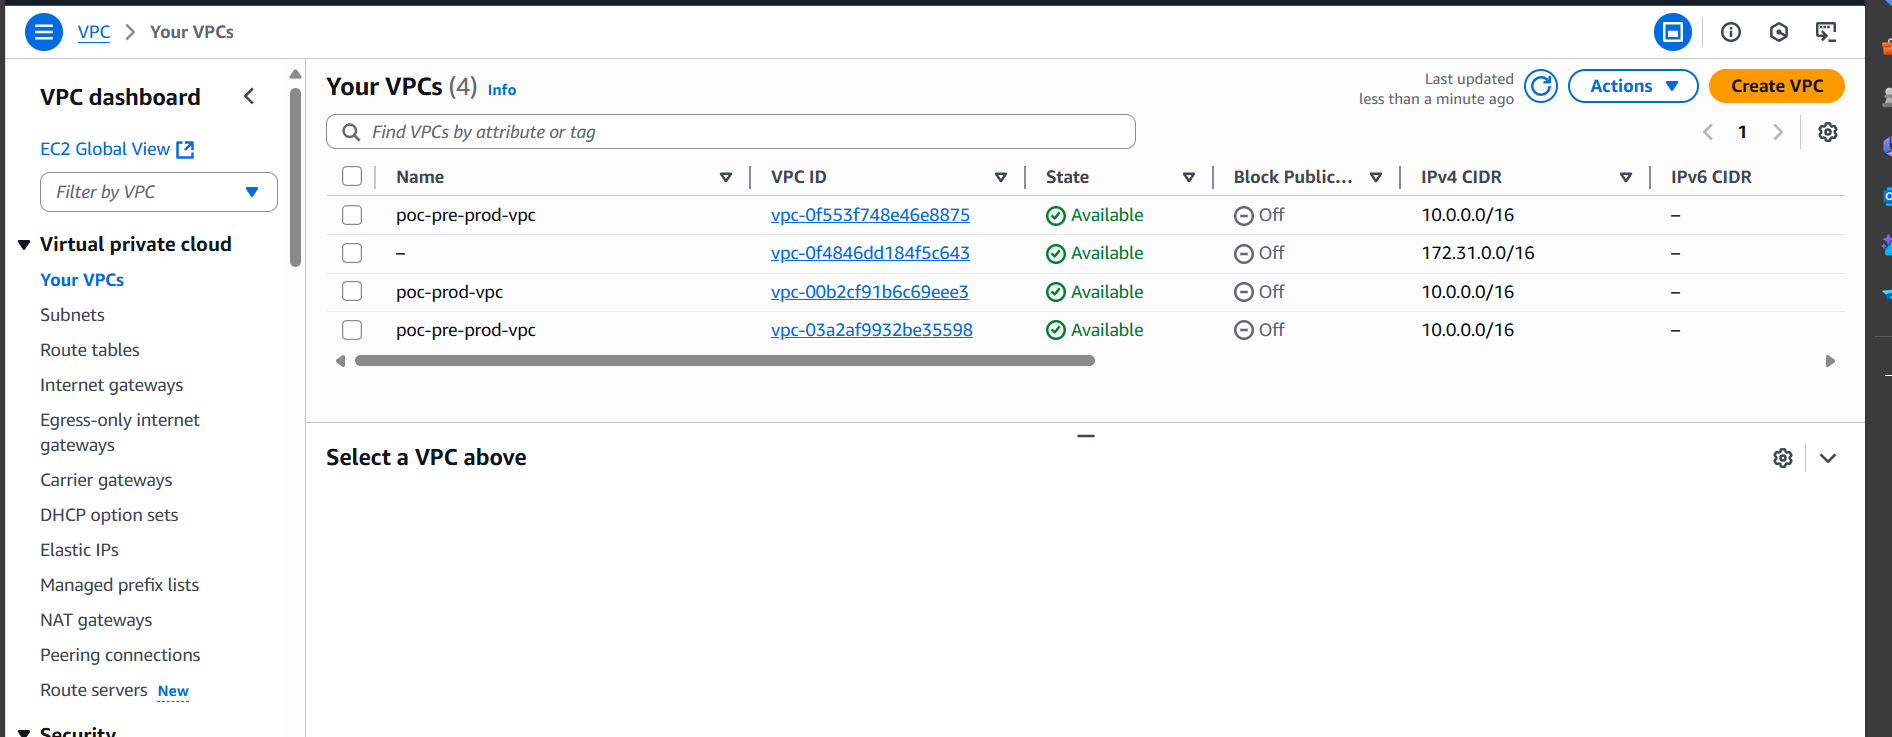 VPC > Your VPCs
VPC dashboard
EC2 Global View
Filter by VPC
Virtual private cloud
Your VPCs
Subnets
Route tables
Internet gateways
Egress-only internet
gateways
Carrier gateways
DHCP option sets
Elastic IPs
Managed prefix lists
NAT gateways
Peering connections
Route servers New
Security
Your VPCs (4) Info
Last updated
less than a minute ago
Actions
Create VPC
Find VPCs by attribute or tag
1
Name VPC ID State Block Public... IPv4 CIDR IPv6 CIDR
poc-pre-prod-vpc vpc-0f553f748e46e8875 Available Off 10.0.0.0/16 –
– vpc-0f4846dd184f5c643 Available Off 172.31.0.0/16 –
poc-prod-vpc vpc-00b2cf91b6c69eee3 Available Off 10.0.0.0/16 –
poc-pre-prod-vpc vpc-03a2af9932be35598 Available Off 10.0.0.0/16 –
Select a VPC above